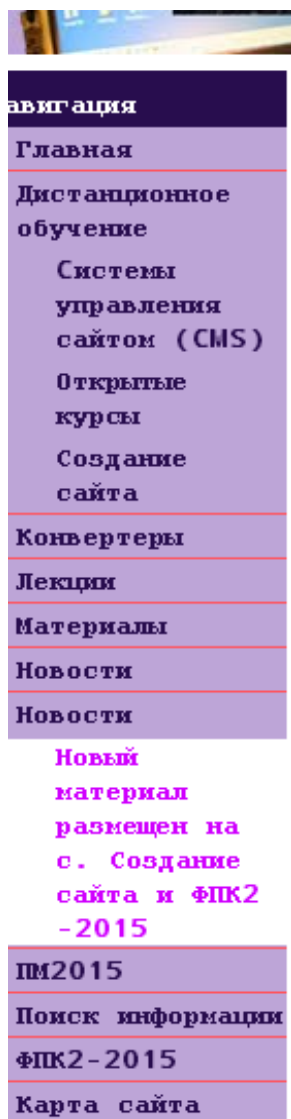 авигация
Главная
Дистанционное
обучение
Системы
управления
сайтом (CMS)
Открытые
курсы
Создание
сайта
Конвертеры
Лекции
Материалы
Новости
Новости
Новый
материал
размещен на
с. Создание
сайта и ФПК2
-2015
ПМ2015
Поиск информации
ФПК2-2015
Карта сайта